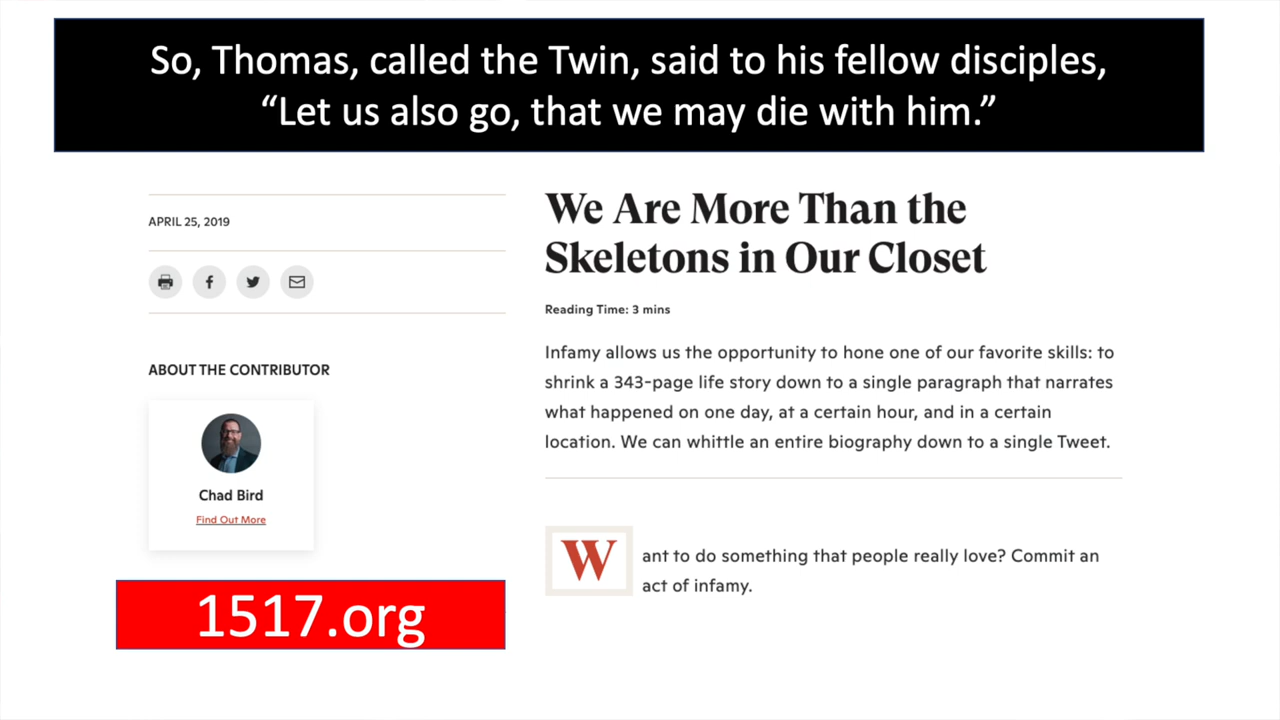 So, Thomas, called the Twin, said to his fellow disciples,
“Let us also go, that we may die with him.”
APRIL 25, 2019
ABOUT THE CONTRIBUTOR
Chad Bird
Find Out More
1517.org
We Are More Than the
Skeletons in Our Closet
Reading Time: 3 mins
Infamy allows us the opportunity to hone one of our favorite skills: to
shrink a 343-page life story down to a single paragraph that narrates
what happened on one day, at a certain hour, and in a certain
location. We can whittle an entire biography down to a single Tweet.
Want to do something that people really love? Commit an
act of infamy.